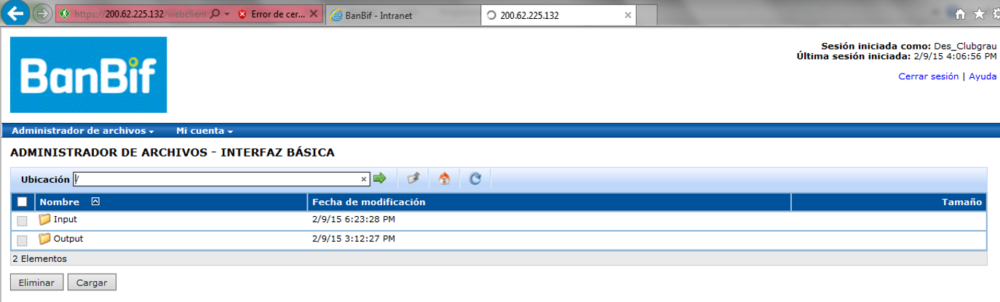 https://200.62.225.132/webclient
Error de cer...
BanBif - Intranet
200.62.225.132
BanBif
Sesión iniciada como: Des_Clubgrau
Última sesión iniciada: 2/9/15 4:06:56 PM
Cerrar sesión | Ayuda
Administrador de archivos
Mi cuenta
ADMINISTRADOR DE ARCHIVOS - INTERFAZ BÁSICA
Ubicación /
Nombre Fecha de modificación Tamaño
Input 2/9/15 6:23:28 PM
Output 2/9/15 3:12:27 PM
2 Elementos
Eliminar Cargar